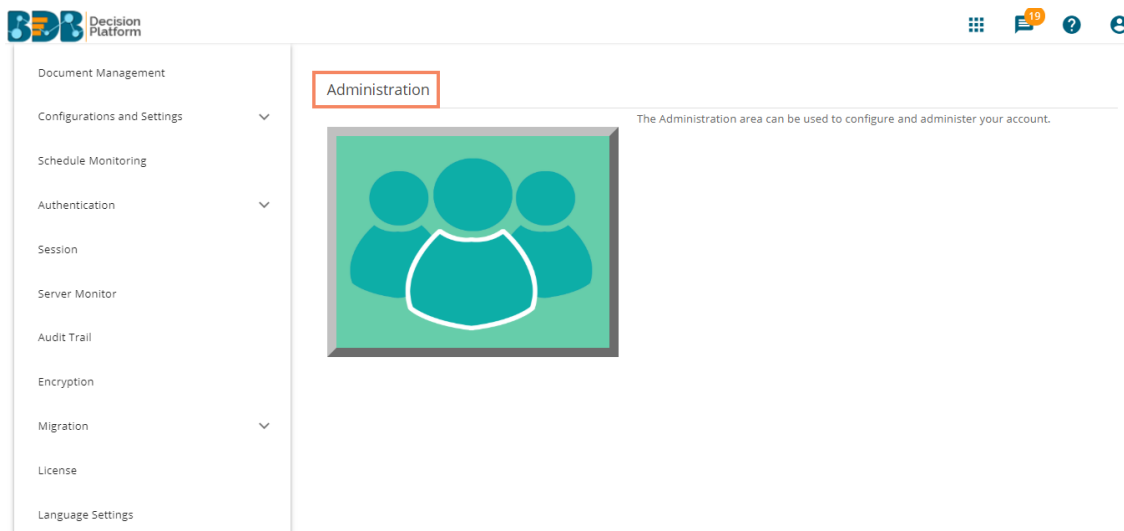 BDB Decision
Platform
19
Document Management
Configurations and Settings
Schedule Monitoring
Authentication
Session
Server Monitor
Audit Trail
Encryption
Migration
License
Language Settings
Administration
The Administration area can be used to configure and administer your account.